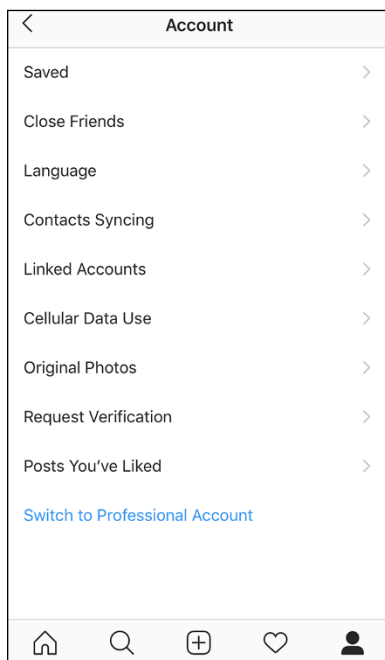 Account
Saved
Close Friends
Language
Contacts Syncing
Linked Accounts
Cellular Data Use
Original Photos
Request Verification
Posts You've Liked
Switch to Professional Account